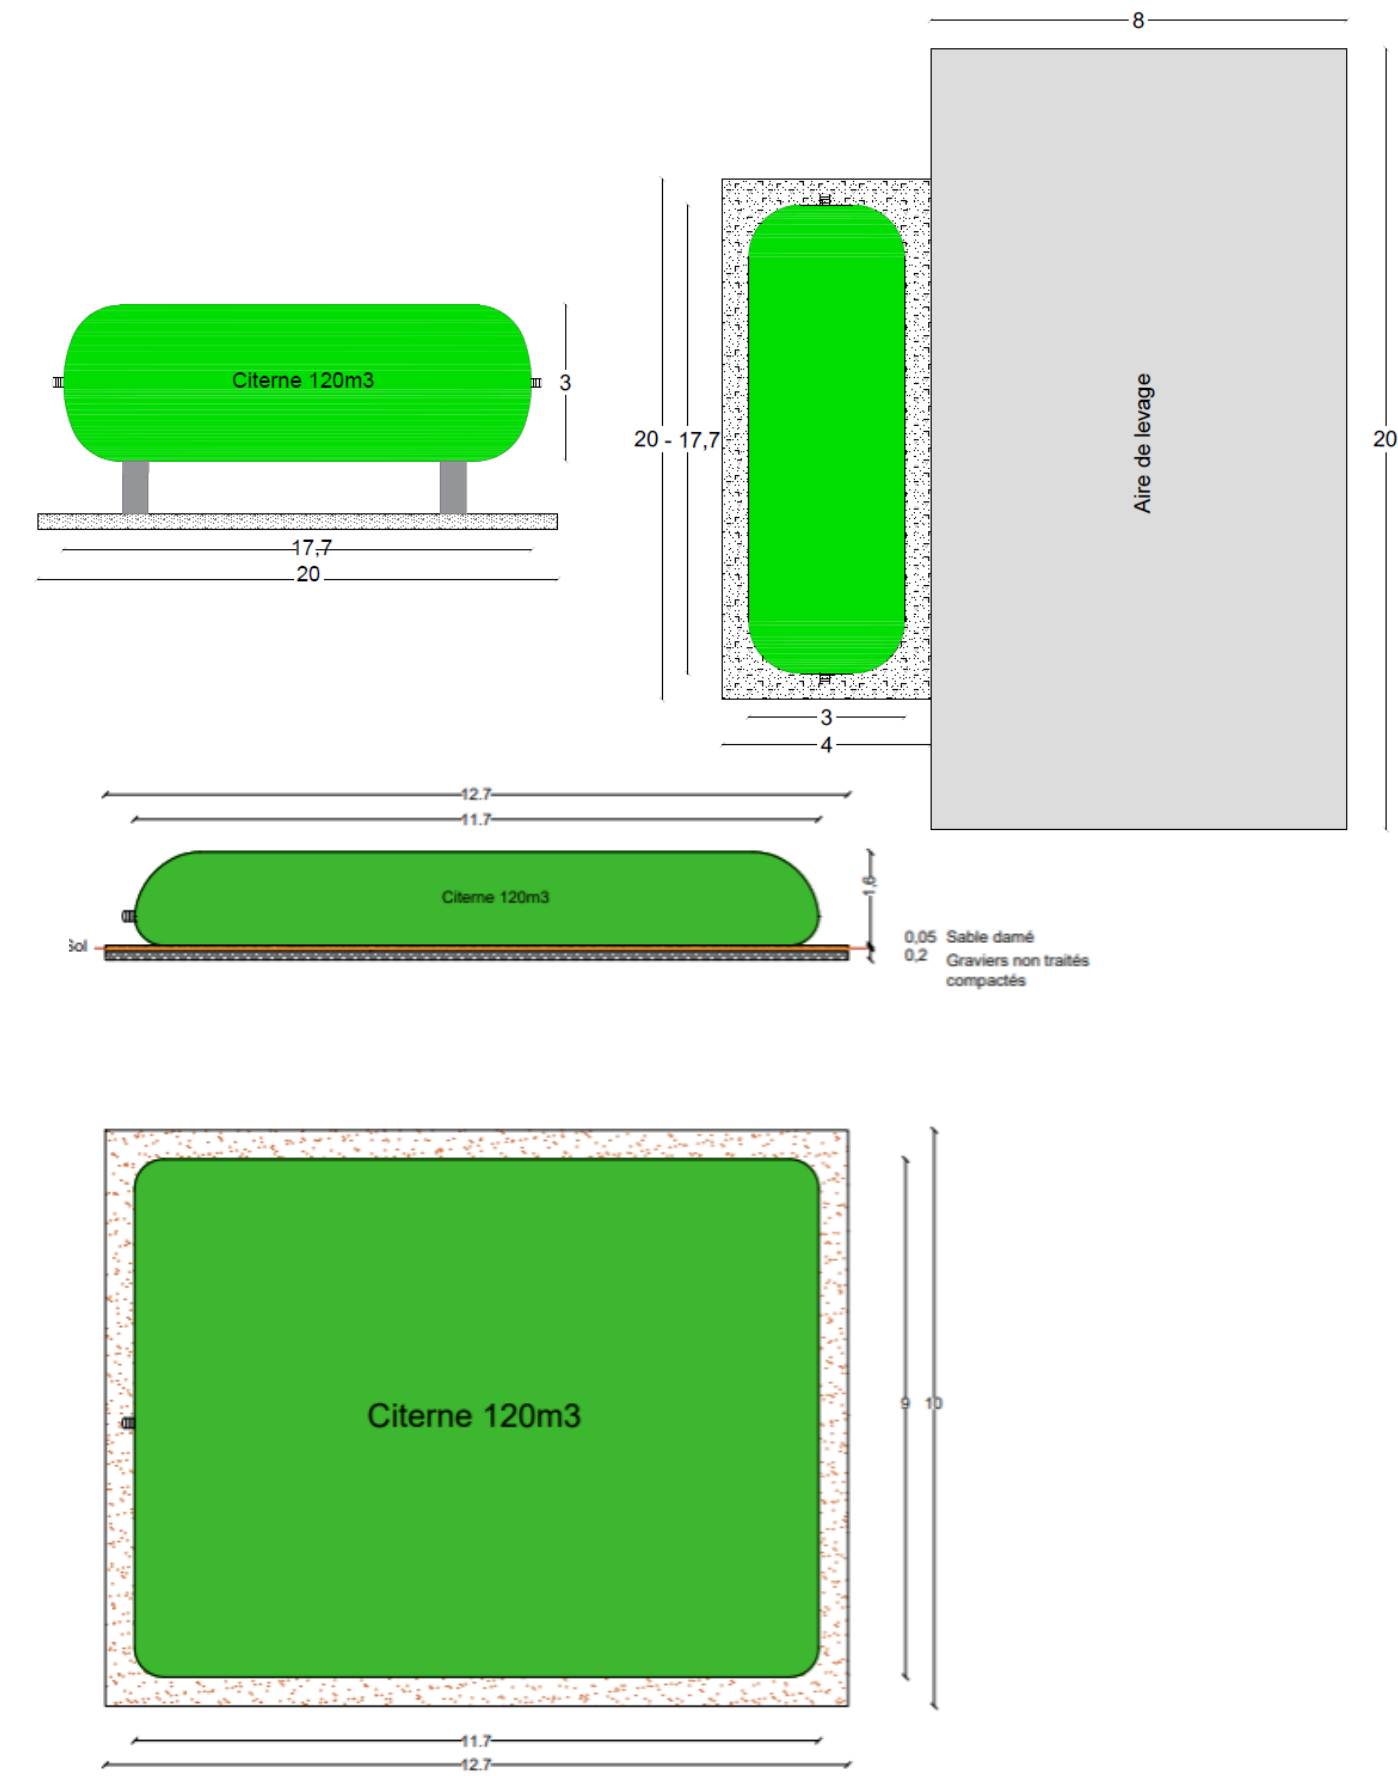 8
Citerne 120m3
3
17,7
20
20
17,7
Aire de levage
20
3
4
12.7
11.7
Citerne 120m3
1,6
Sol
0,05 Sable damé
0,2 Graviers non traités
compactés
Citerne 120m3
9
10
11.7
12.7